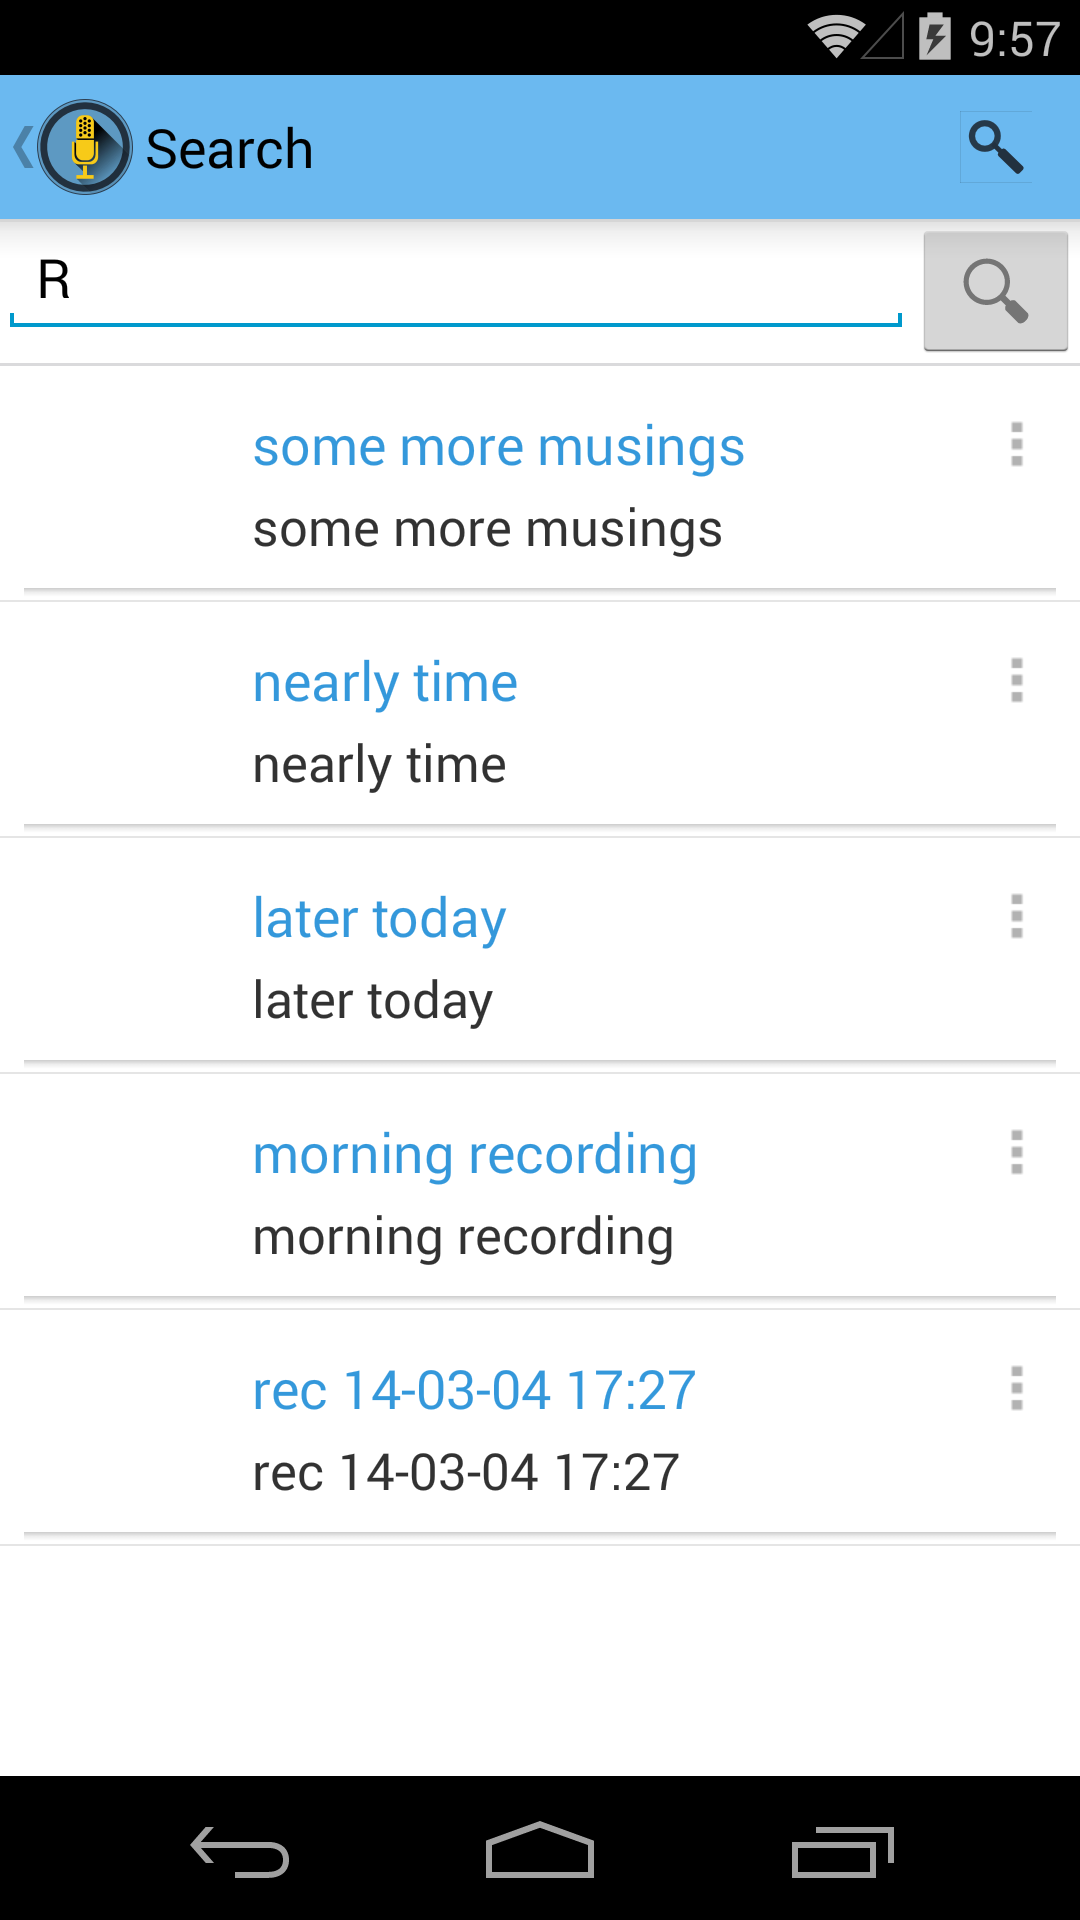 9:57
Search
R
some more musings
some more musings
nearly time
nearly time
later today
later today
morning recording
morning recording
rec 14-03-04 17:27
rec 14-03-04 17:27